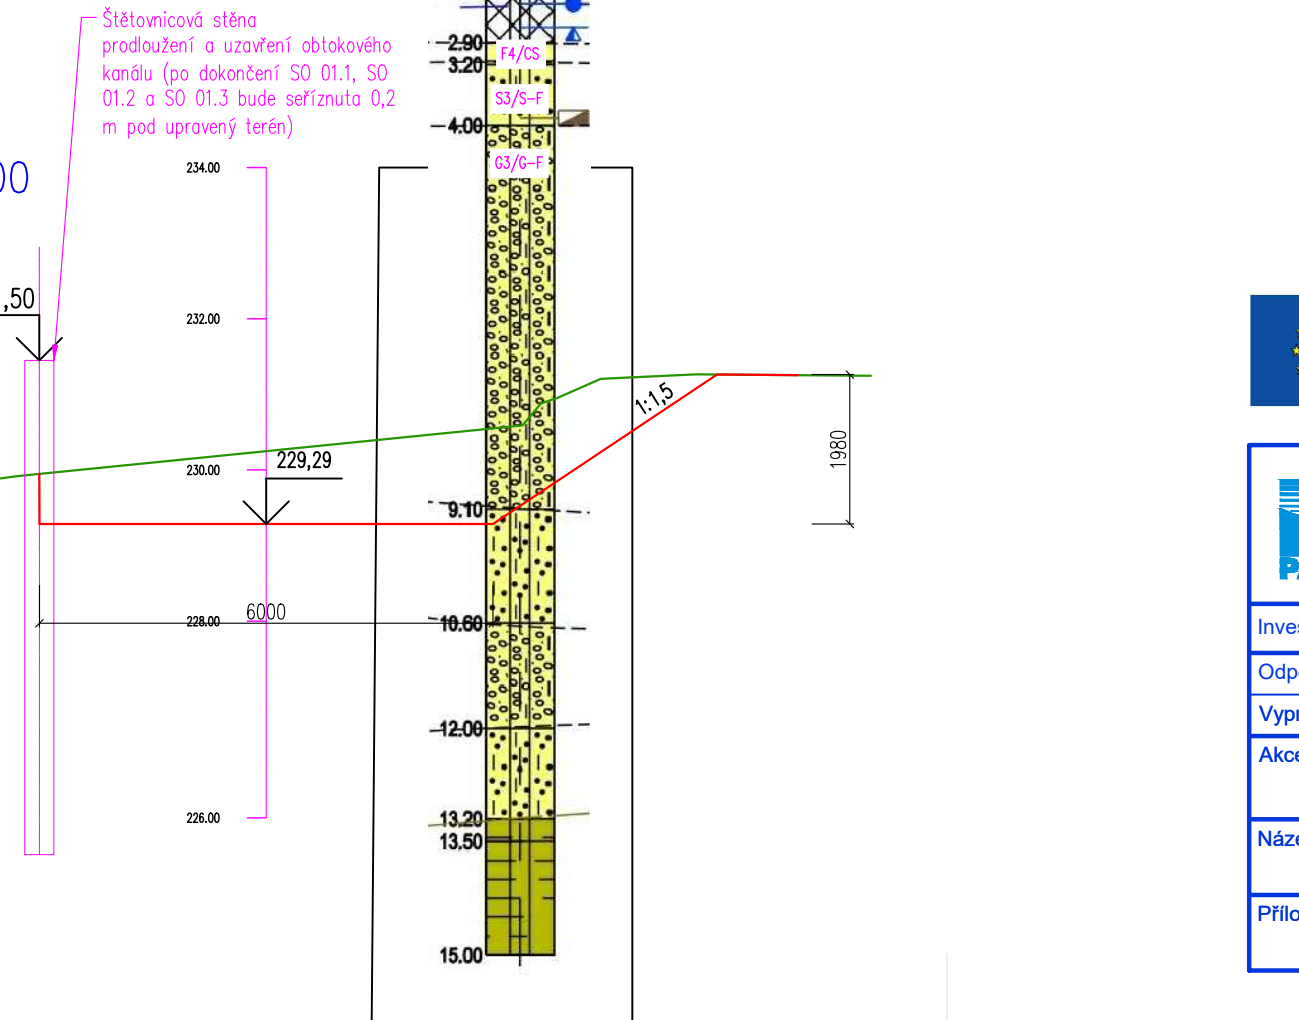 Štětovnicová stěna
prodloužení a uzavření obtokového
kanálu (po dokončení SO 01.1, SO
01.2 a SO 01.3 bude seříznuta 0,2
m pod upravený terén)
2.90
F4/CS
3.20
S3/S-F
4.00
G3/G-F
234.00
00
,50
232.00
1:1,5
1980
230.00
229,29
9.10
6000
228.00
10.60
12.00
226.00
13.20
13.50
15.00
P
Inves
Odp
Vypr
Akce
Náze
Přílo